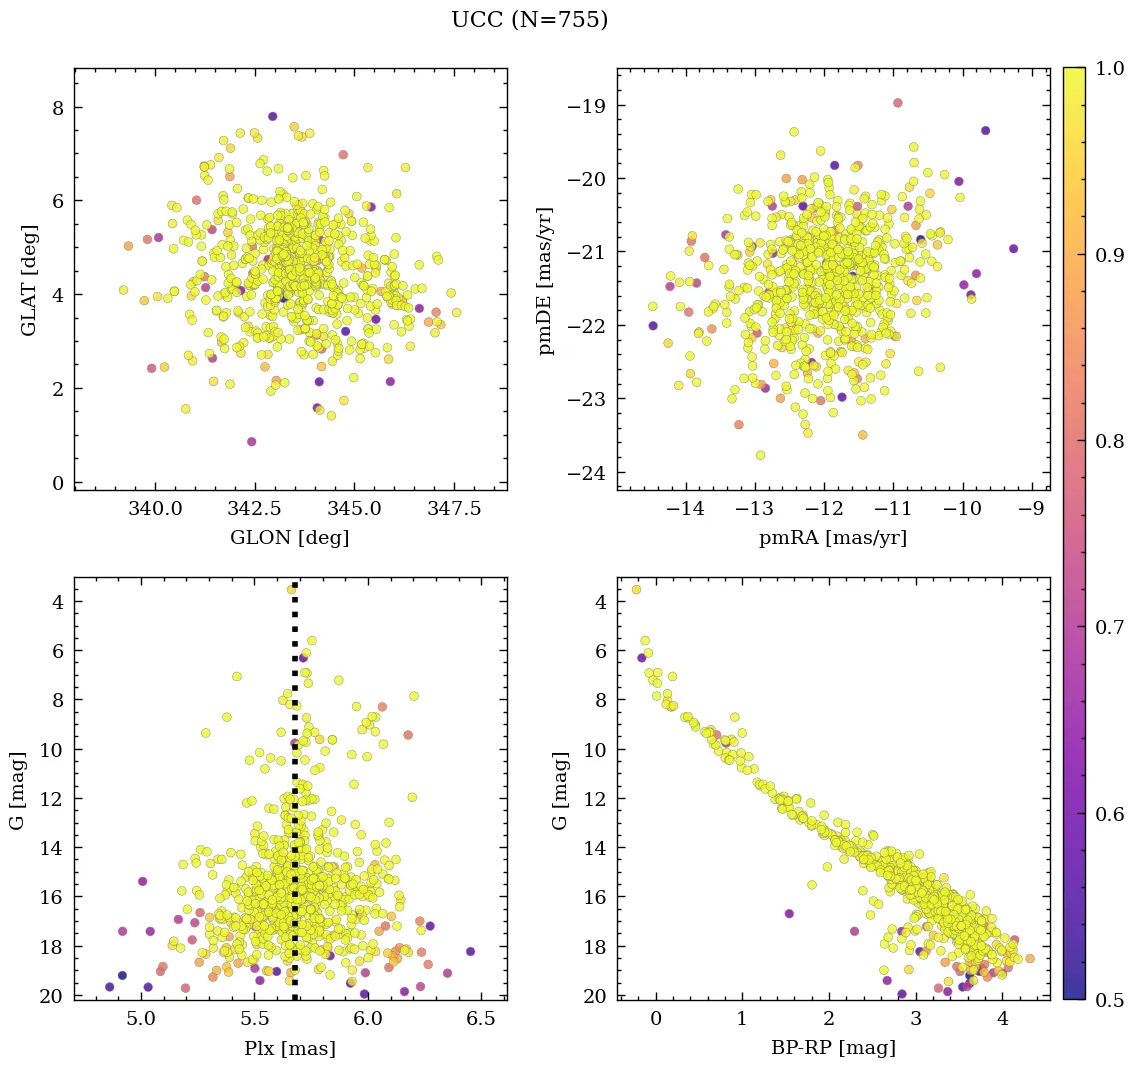 UCC (N=755)
8
6
4
2
0
GLAT [deg]
340.0 342.5 345.0 347.5
GLON [deg]
−19
−20
−21
−22
−23
−24
pmDE [mas/yr]
−14 −13 −12 −11 −10 −9
pmRA [mas/yr]
1.0
0.9
0.8
0.7
0.6
0.5
4
6
8
10
12
14
16
18
20
G [mag]
5.0 5.5 6.0 6.5
Plx [mas]
4
6
8
10
12
14
16
18
20
G [mag]
0 1 2 3 4
BP-RP [mag]